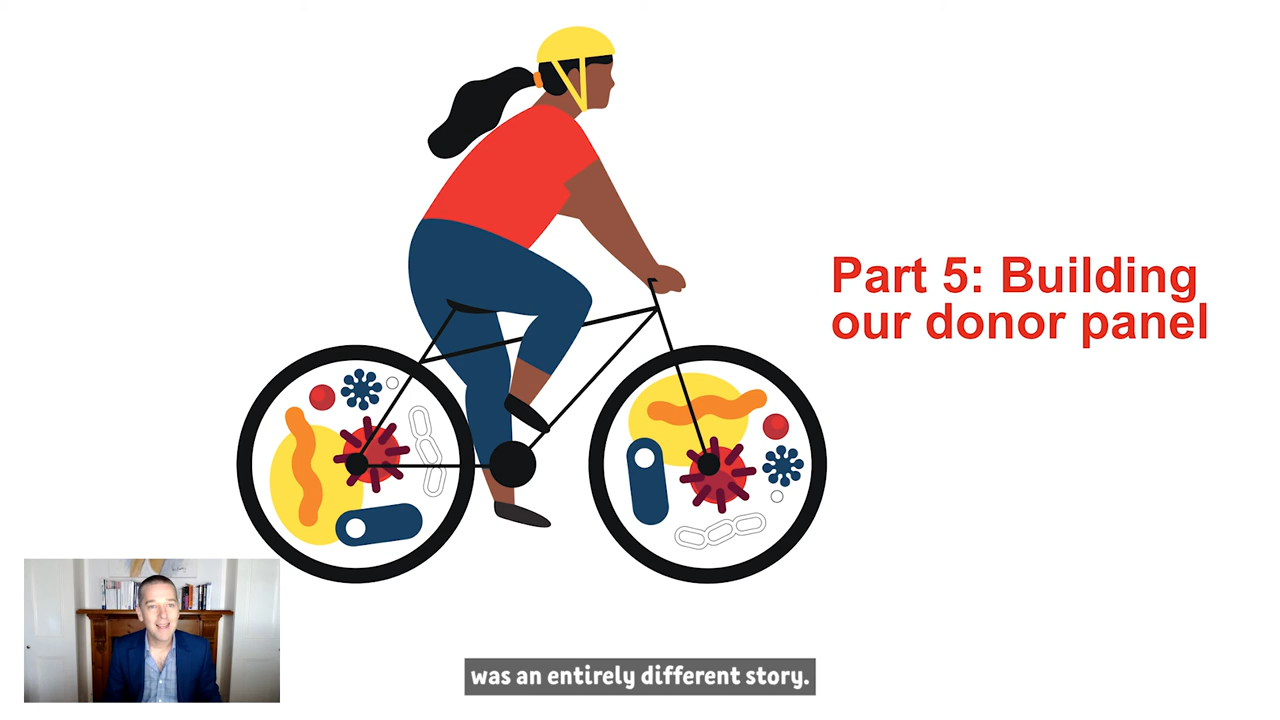 Part 5: Building
our donor panel
was an entirely different story.